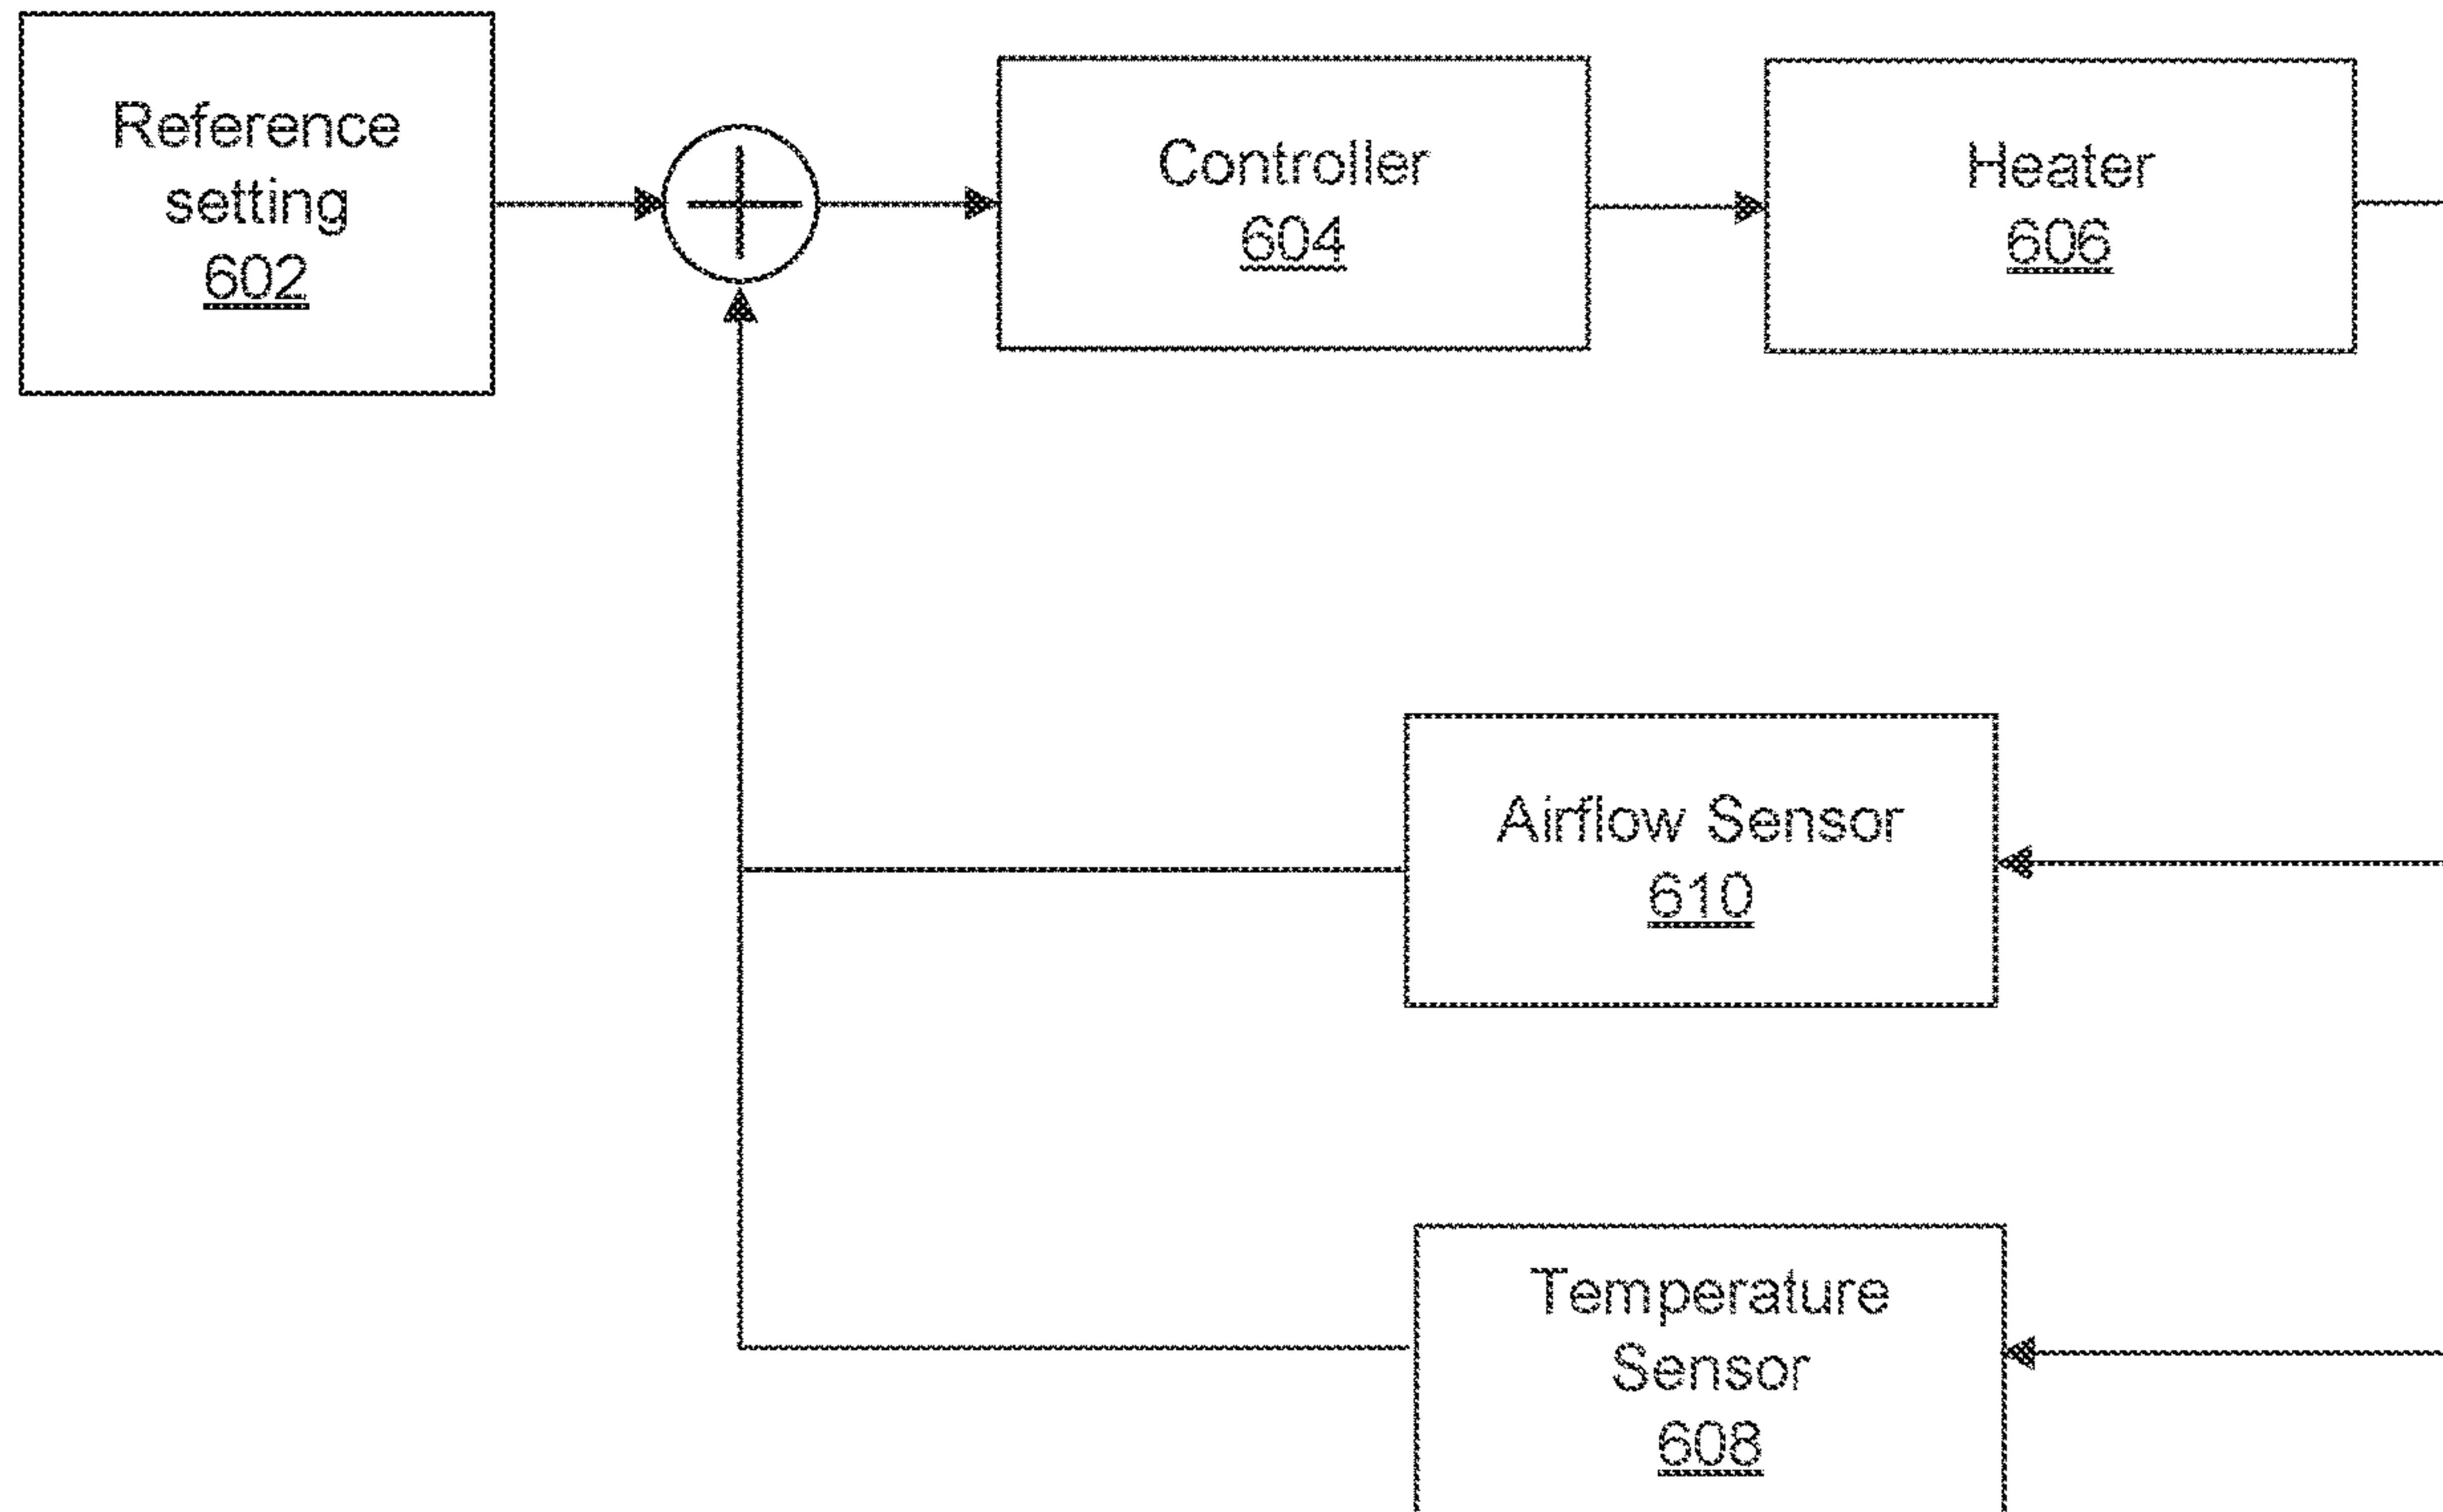 Reference
setting
602
Controller
604
Heater
606
Airflow Sensor
610
Temperature
Sensor
608